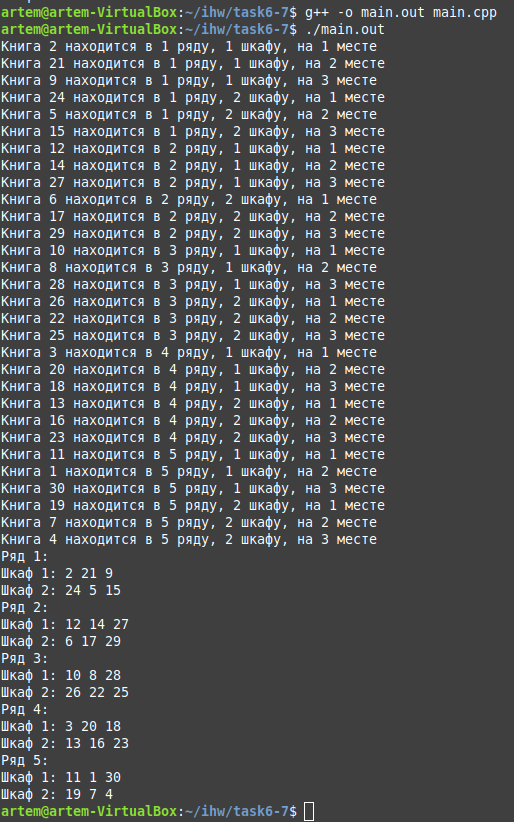 artem@artem-VirtualBox:~/ihw/task6-7$ g++ -o main.out main.cpp
artem@artem-VirtualBox:~/ihw/task6-7$ ./main.out
Книга 2 находится в 1 ряду, 1 шкафу, на 1 месте
Книга 21 находится в 1 ряду, 1 шкафу, на 2 месте
Книга 9 находится в 1 ряду, 1 шкафу, на 3 месте
Книга 24 находится в 1 ряду, 2 шкафу, на 1 месте
Книга 5 находится в 1 ряду, 2 шкафу, на 2 месте
Книга 15 находится в 1 ряду, 2 шкафу, на 3 месте
Книга 12 находится в 2 ряду, 1 шкафу, на 1 месте
Книга 14 находится в 2 ряду, 1 шкафу, на 2 месте
Книга 27 находится в 2 ряду, 1 шкафу, на 3 месте
Книга 6 находится в 2 ряду, 2 шкафу, на 1 месте
Книга 17 находится в 2 ряду, 2 шкафу, на 2 месте
Книга 29 находится в 2 ряду, 2 шкафу, на 3 месте
Книга 10 находится в 3 ряду, 1 шкафу, на 1 месте
Книга 8 находится в 3 ряду, 1 шкафу, на 2 месте
Книга 28 находится в 3 ряду, 1 шкафу, на 3 месте
Книга 26 находится в 3 ряду, 2 шкафу, на 1 месте
Книга 22 находится в 3 ряду, 2 шкафу, на 2 месте
Книга 25 находится в 3 ряду, 2 шкафу, на 3 месте
Книга 3 находится в 4 ряду, 1 шкафу, на 1 месте
Книга 20 находится в 4 ряду, 1 шкафу, на 2 месте
Книга 18 находится в 4 ряду, 1 шкафу, на 3 месте
Книга 13 находится в 4 ряду, 2 шкафу, на 1 месте
Книга 16 находится в 4 ряду, 2 шкафу, на 2 месте
Книга 23 находится в 4 ряду, 2 шкафу, на 3 месте
Книга 11 находится в 5 ряду, 1 шкафу, на 1 месте
Книга 1 находится в 5 ряду, 1 шкафу, на 2 месте
Книга 30 находится в 5 ряду, 1 шкафу, на 3 месте
Книга 19 находится в 5 ряду, 2 шкафу, на 1 месте
Книга 7 находится в 5 ряду, 2 шкафу, на 2 месте
Книга 4 находится в 5 ряду, 2 шкафу, на 3 месте
Ряд 1:
Шкаф 1: 2 21 9
Шкаф 2: 24 5 15
Ряд 2:
Шкаф 1: 12 14 27
Шкаф 2: 6 17 29
Ряд 3:
Шкаф 1: 10 8 28
Шкаф 2: 26 22 25
Ряд 4:
Шкаф 1: 3 20 18
Шкаф 2: 13 16 23
Ряд 5:
Шкаф 1: 11 1 30
Шкаф 2: 19 7 4
artem@artem-VirtualBox:~/ihw/task6-7$